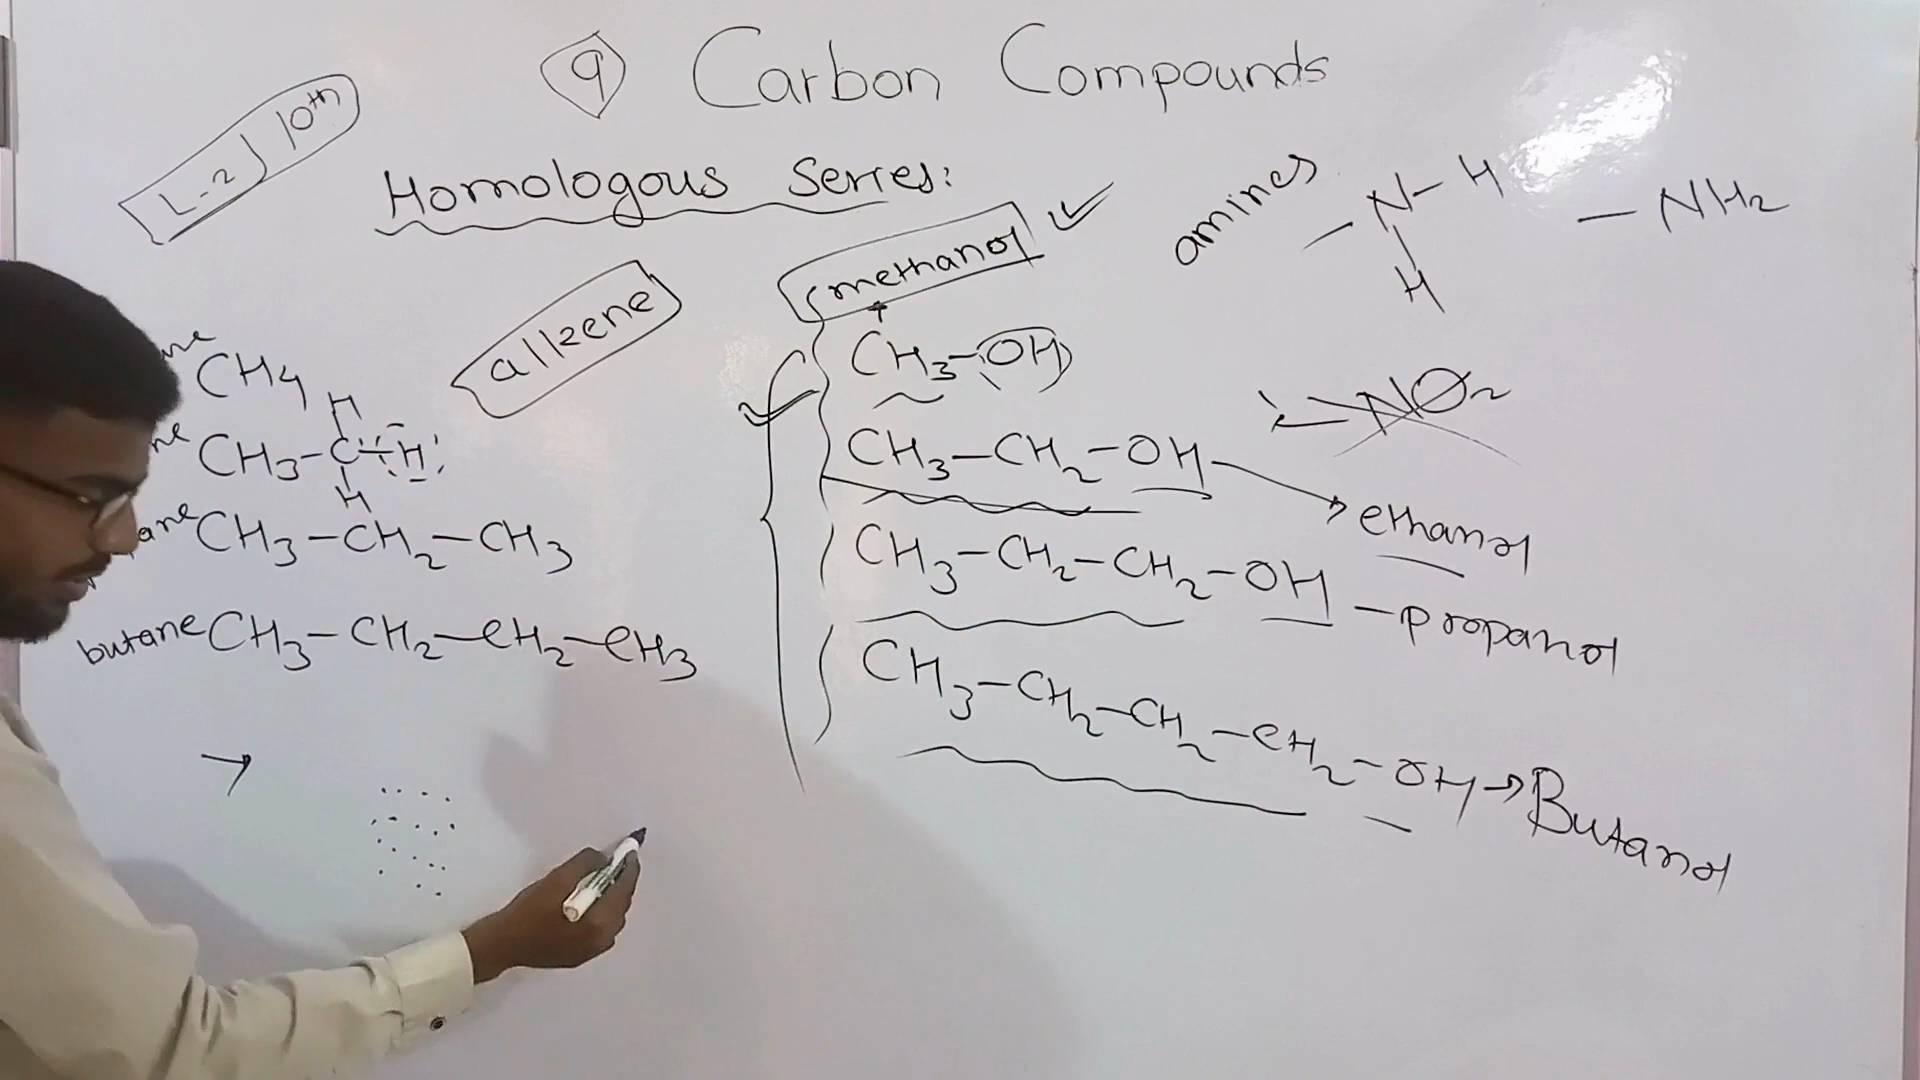 9 Carbon Compounds
L-2 10th
Homologous Series:
amines
-N-H
H
-NH2
methanol
alkene
CH4
CH3-OH
NO2
H
CH3-C-H
H
CH3-CH2-OH → ethanol
ane CH3-CH2-CH3
CH3-CH2-CH2-OH - propanol
butane CH3-CH2-CH2-CH3
CH3-CH2-CH2-CH2-OH → Butanol